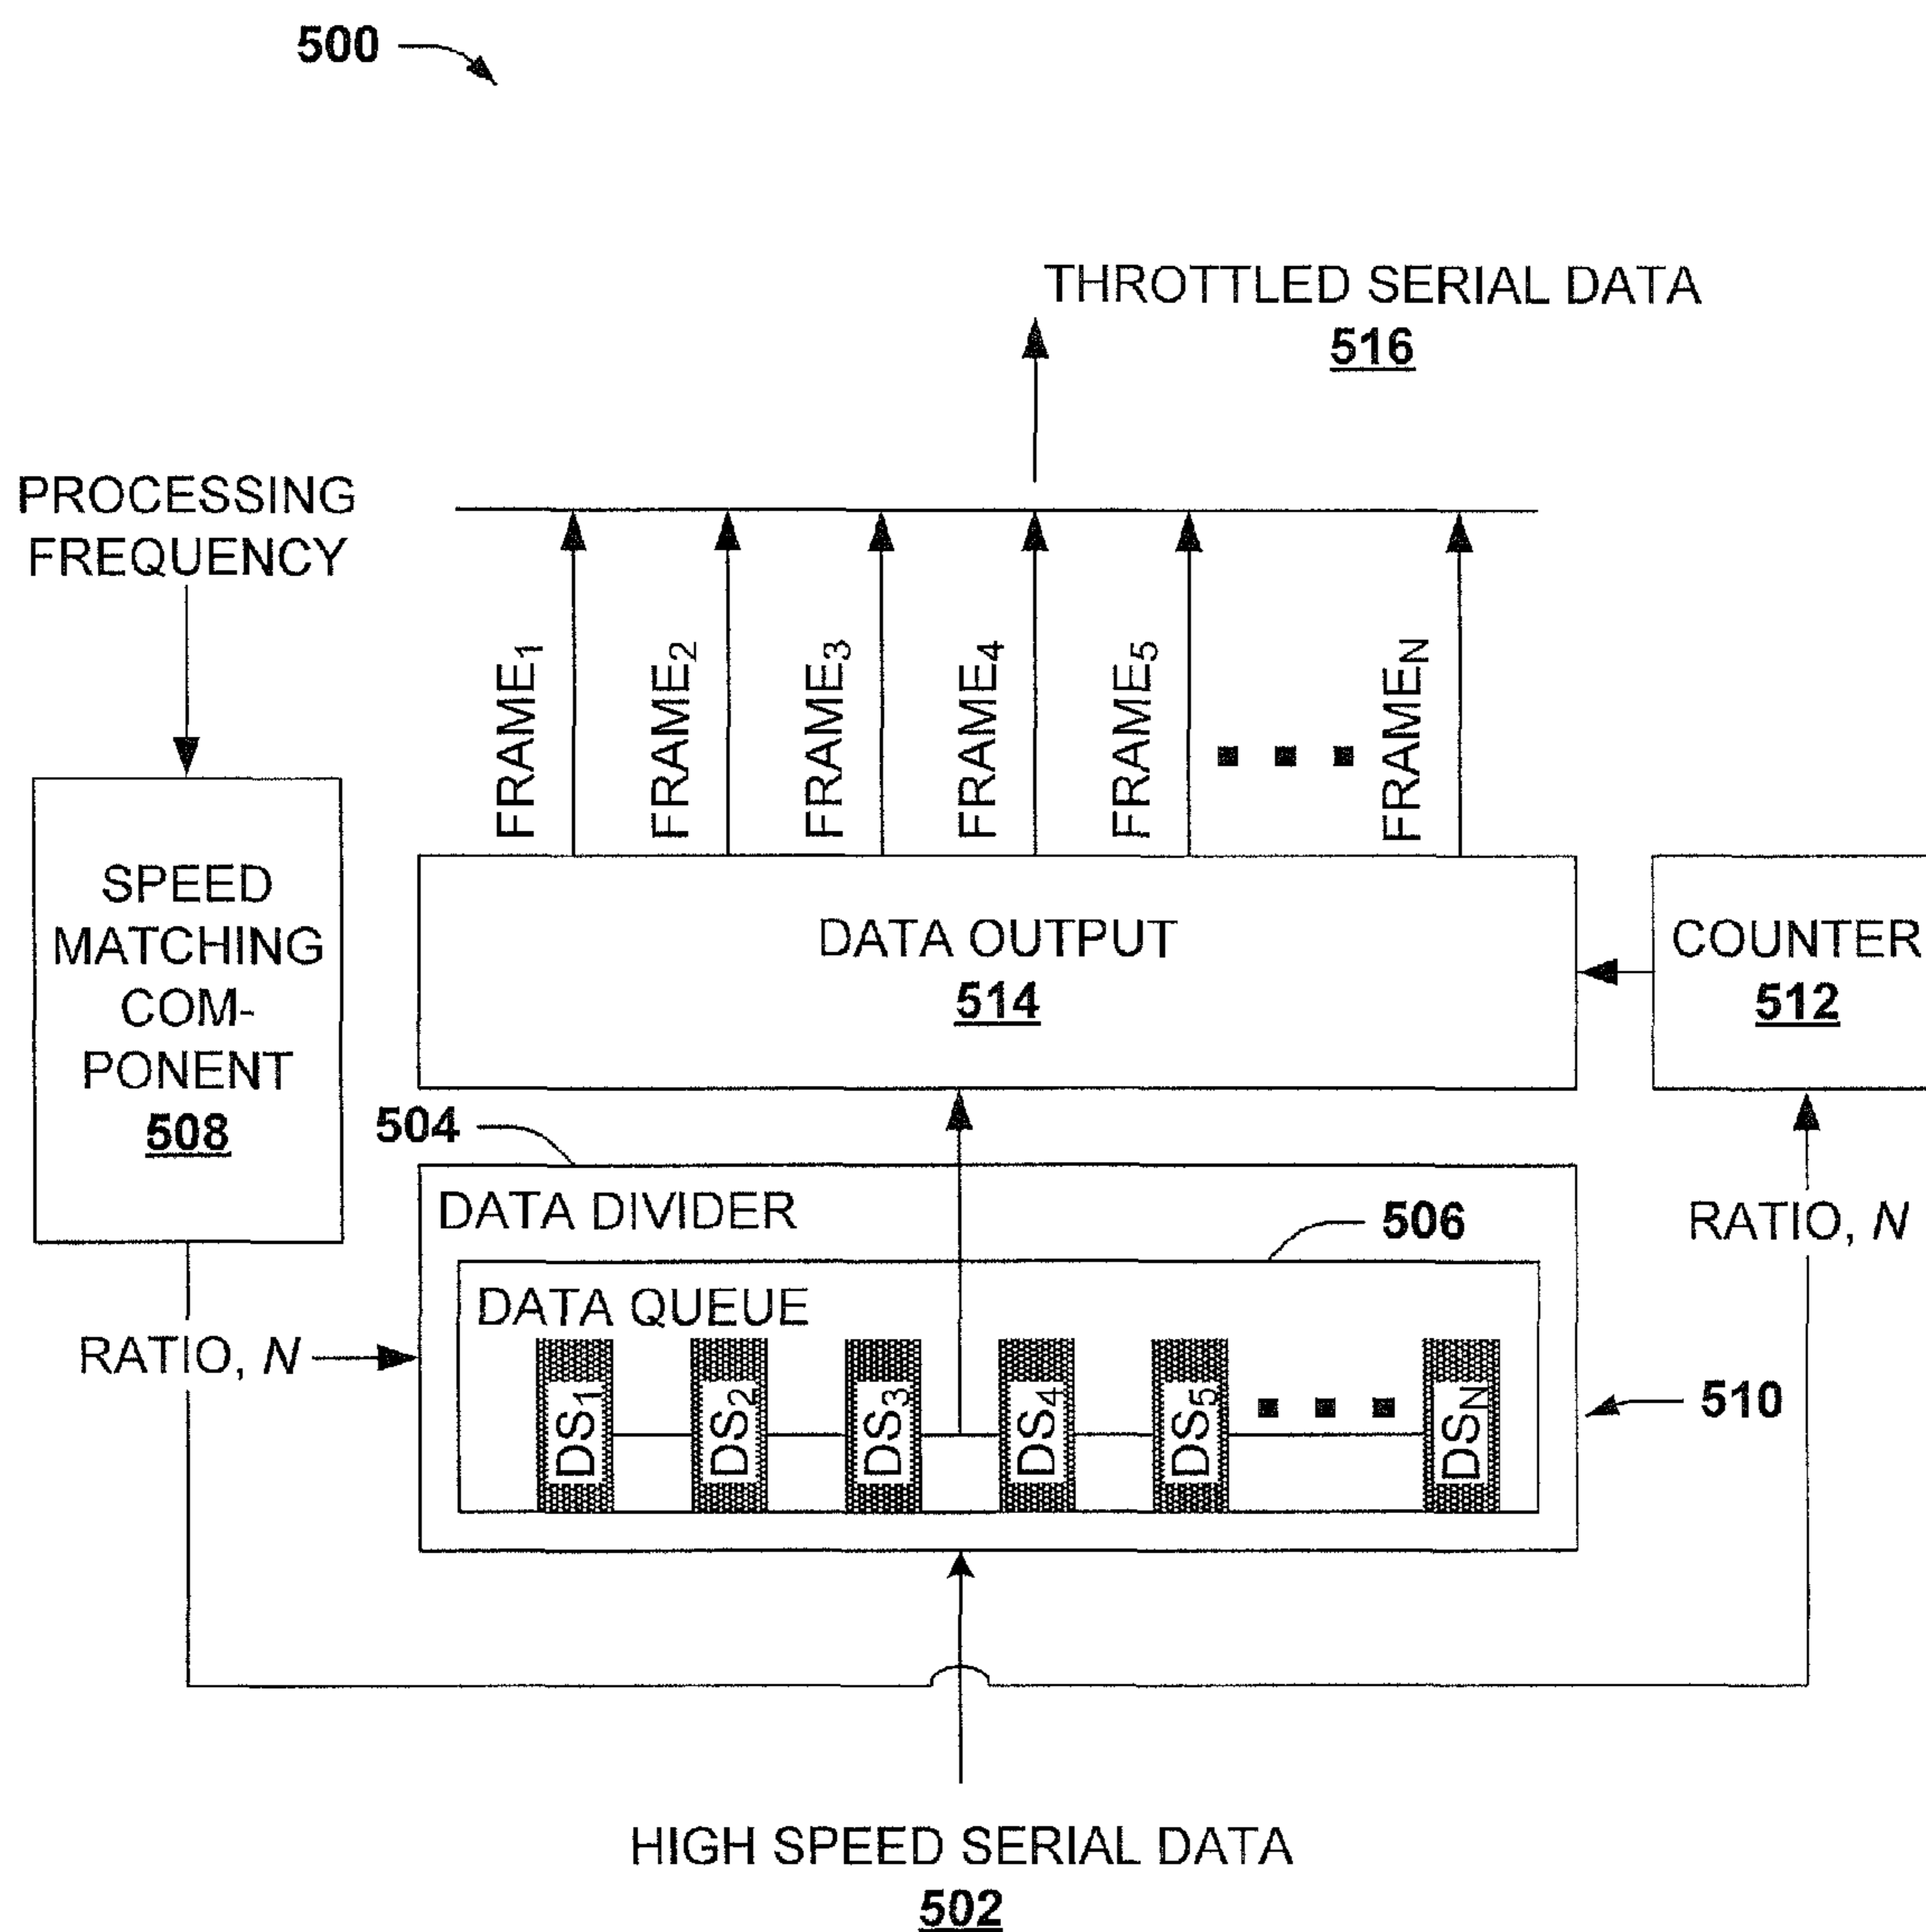 500
THROTTLED SERIAL DATA
516
PROCESSING
FREQUENCY
FRAME1
FRAME2
FRAME3
FRAME4
FRAME5
FRAMEN
SPEED
MATCHING
COM-
PONENT
508
DATA OUTPUT
514
COUNTER
512
504
DATA DIVIDER
506
RATIO, N
DATA QUEUE
RATIO, N
DS1
DS2
DS3
DS4
DS5
DSN
510
HIGH SPEED SERIAL DATA
502